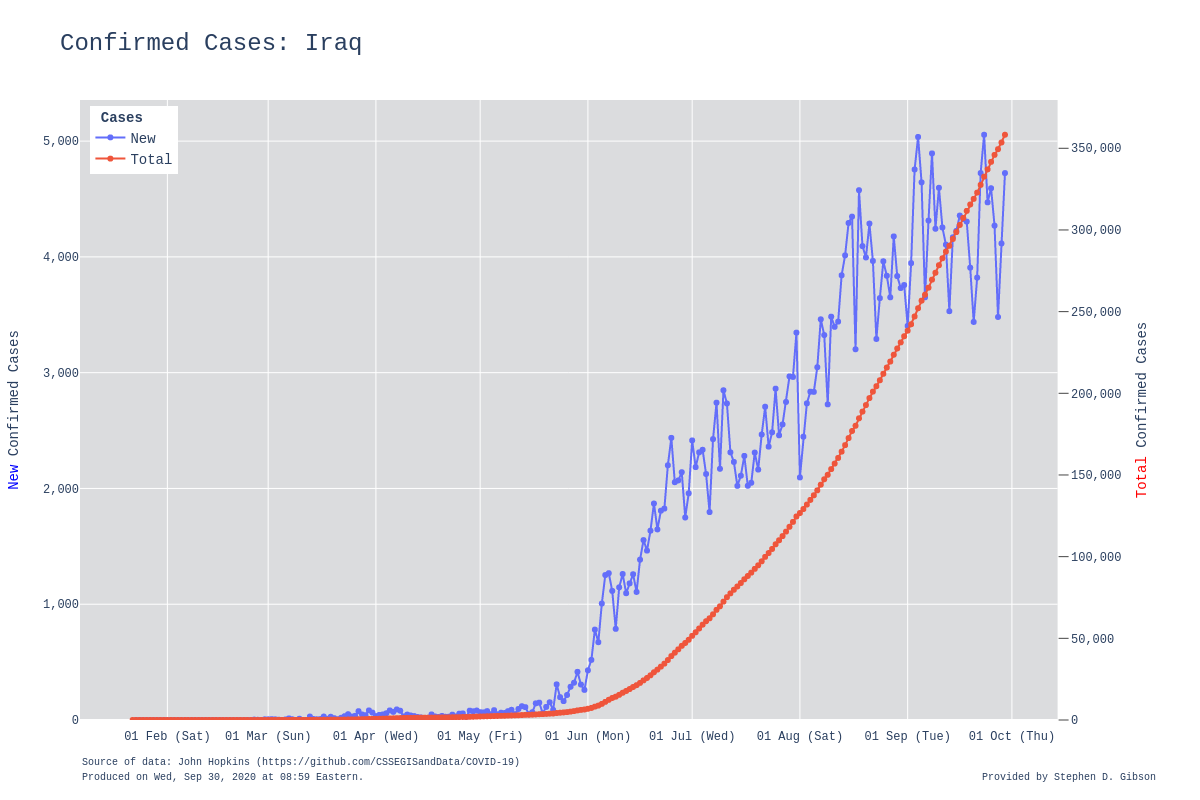 Confirmed Cases: Iraq
Cases
New
Total
5,000
4,000
3,000
2,000
1,000
0
New Confirmed Cases
350,000
300,000
250,000
200,000
150,000
100,000
50,000
0
Total Confirmed Cases
01 Feb (Sat) 01 Mar (Sun) 01 Apr (Wed) 01 May (Fri) 01 Jun (Mon) 01 Jul (Wed) 01 Aug (Sat) 01 Sep (Tue) 01 Oct (Thu)
Source of data: John Hopkins (https://github.com/CSSEGISandData/COVID-19)
Produced on Wed, Sep 30, 2020 at 08:59 Eastern.
Provided by Stephen D. Gibson